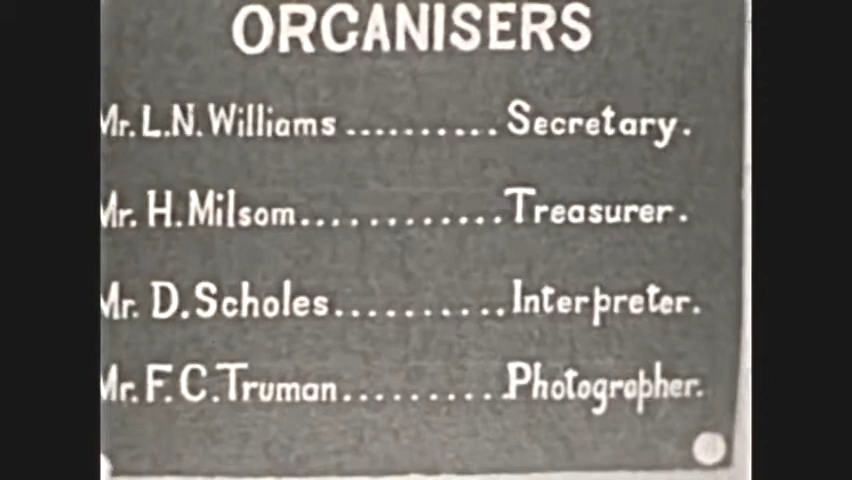 ORGANISERS
Mr. L.N. Williams .......... Secretary.
Mr. H. Milsom ............ Treasurer.
Mr. D. Scholes .......... Interpreter.
Mr. F. C. Truman .......... Photographer.